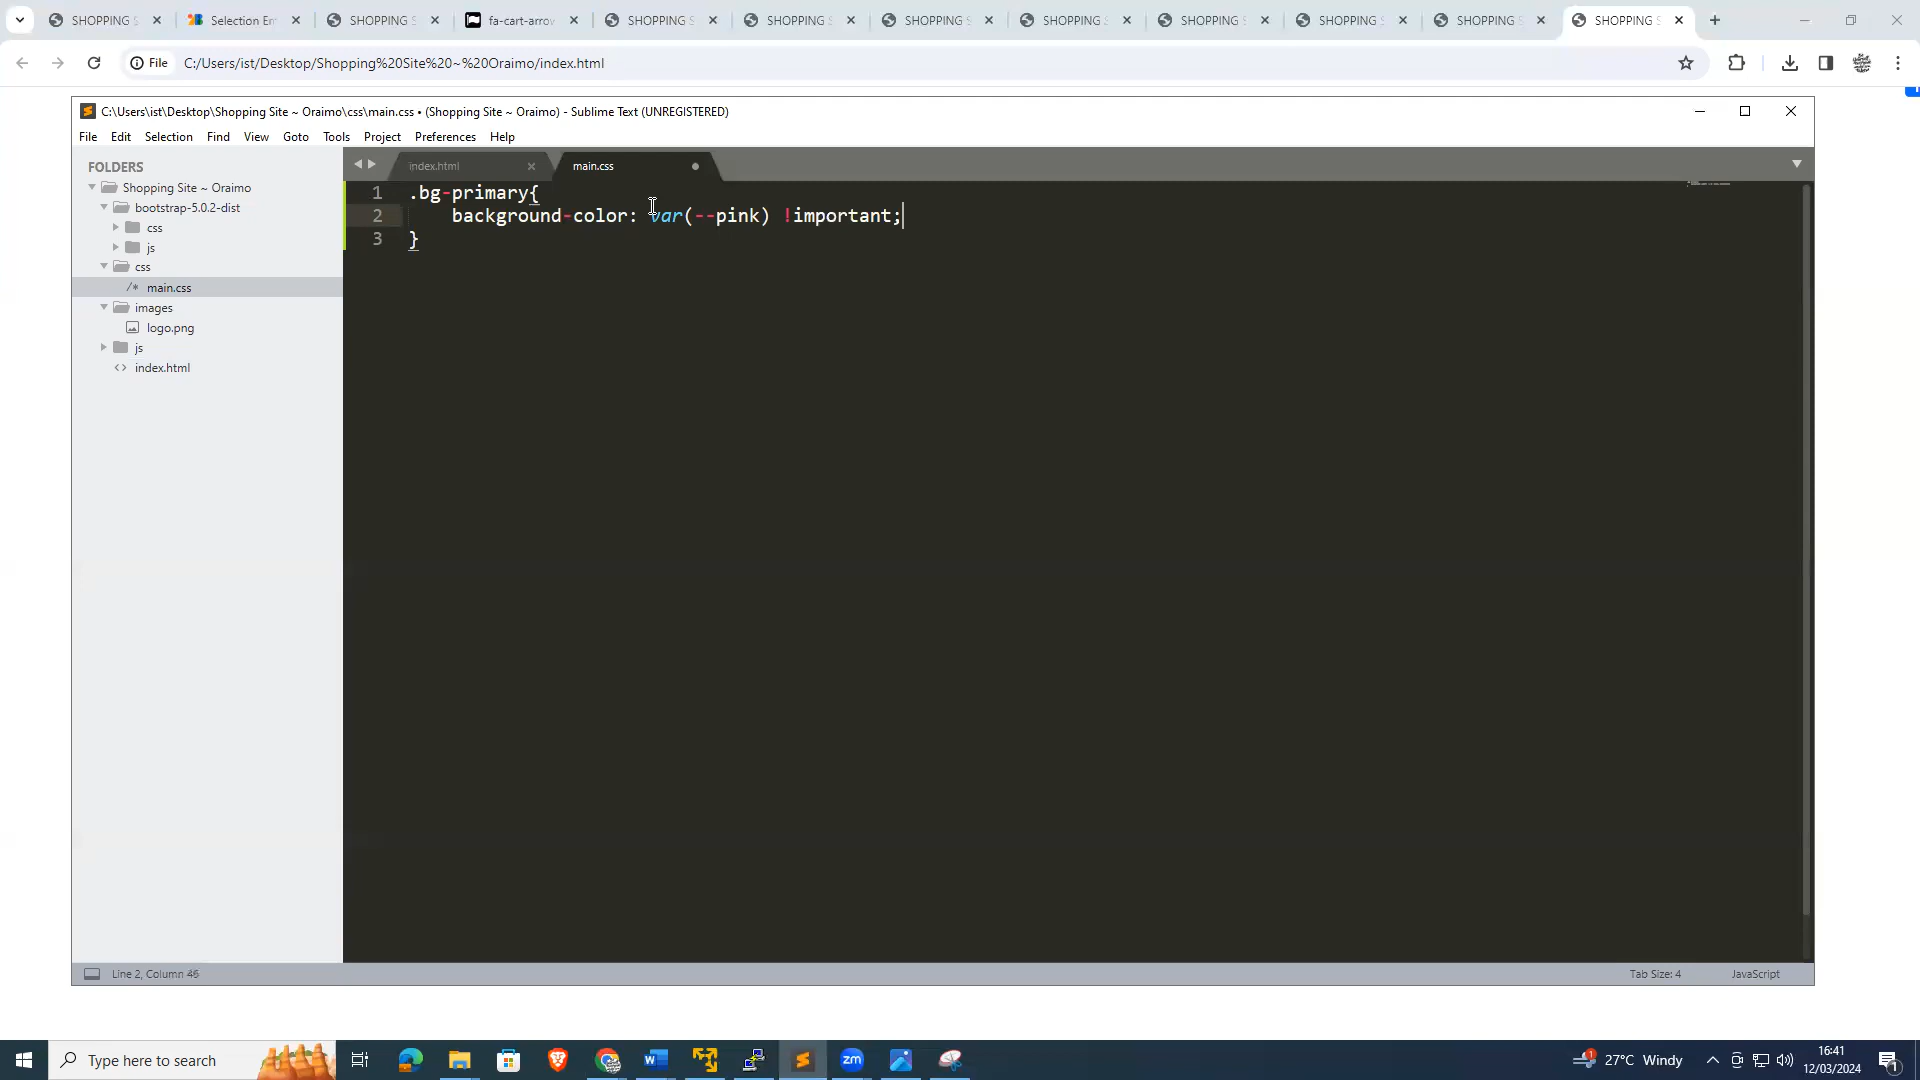 SHOPPING S
Selection En
SHOPPING S
fa-cart-arrow
SHOPPING S
SHOPPING S
SHOPPING S
SHOPPING S
SHOPPING S
SHOPPING S
SHOPPING S
SHOPPING S
File
C:/Users/ist/Desktop/Shopping%20Site%20~%20Oraimo/index.html
C:\Users\ist\Desktop\Shopping Site ~ Oraimo\css\main.css • (Shopping Site ~ Oraimo) - Sublime Text (UNREGISTERED)
File Edit Selection Find View Goto Tools Project Preferences Help
FOLDERS
Shopping Site ~ Oraimo
bootstrap-5.0.2-dist
css
js
css
/* main.css
images
logo.png
js
<> index.html
index.html
main.css
1 .bg-primary{
2 background-color: var(--pink) !important;
3 }
Line 2, Column 46
Tab Size: 4
JavaScript
Type here to search
zm
1
27°C Windy
16:41
12/03/2024
1